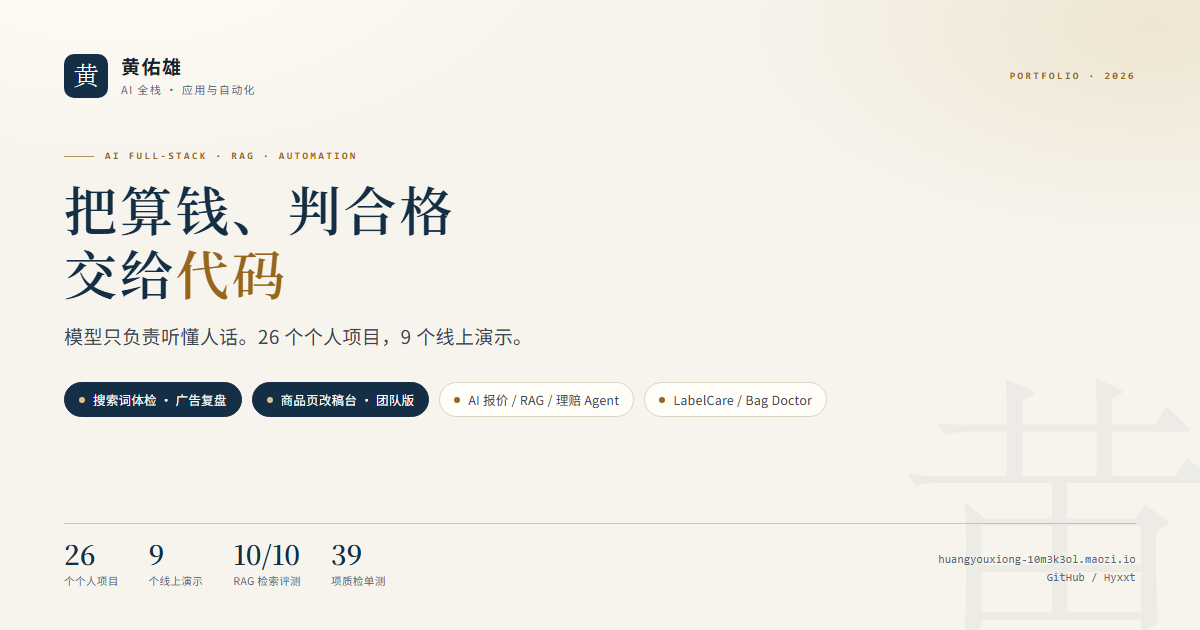 黄
黄佑雄
AI 全栈 · 应用与自动化
PORTFOLIO · 2026
AI FULL-STACK · RAG · AUTOMATION
把算钱、判合格
交给代码
模型只负责听懂人话。26 个个人项目，9 个线上演示。
搜索词体检 · 广告复盘
商品页改稿台 · 团队版
AI 报价 / RAG / 理赔 Agent
LabelCare / Bag Doctor
26
个个人项目
9
个线上演示
10/10
RAG 检索评测
39
项质检单测
huangyouxiong-10m3k3ol.maozi.io
GitHub / Hyxxt
黄